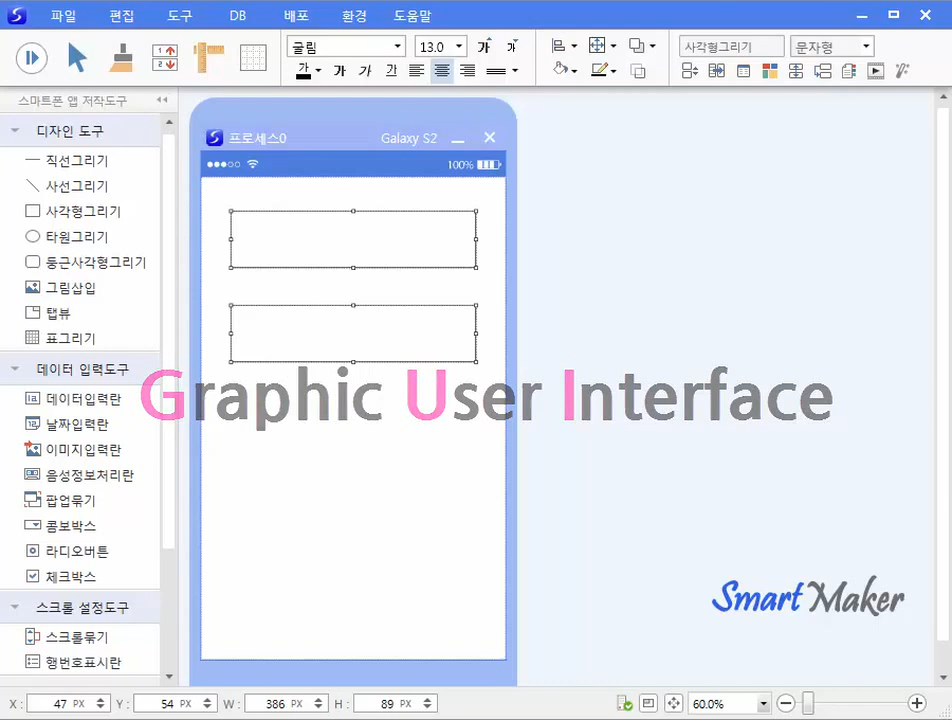 파일 편집 도구 DB 배포 환경 도움말
굴림 13.0 가 가 사각형그리기 문자형
가 가 가 가
스마트폰 앱 저작도구
디자인 도구
직선그리기
사선그리기
사각형그리기
타원그리기
둥근사각형그리기
그림삽입
탭뷰
표그리기
데이터 입력도구
데이터입력란
날짜입력란
이미지입력란
음성정보처리란
팝업묶기
콤보박스
라디오버튼
체크박스
스크롤 설정도구
스크롤묶기
행번호표시란
프로세스0 Galaxy S2
100%
Graphic User Interface
Smart Maker
X : 47 PX Y : 54 PX W : 386 PX H : 89 PX 60.0%